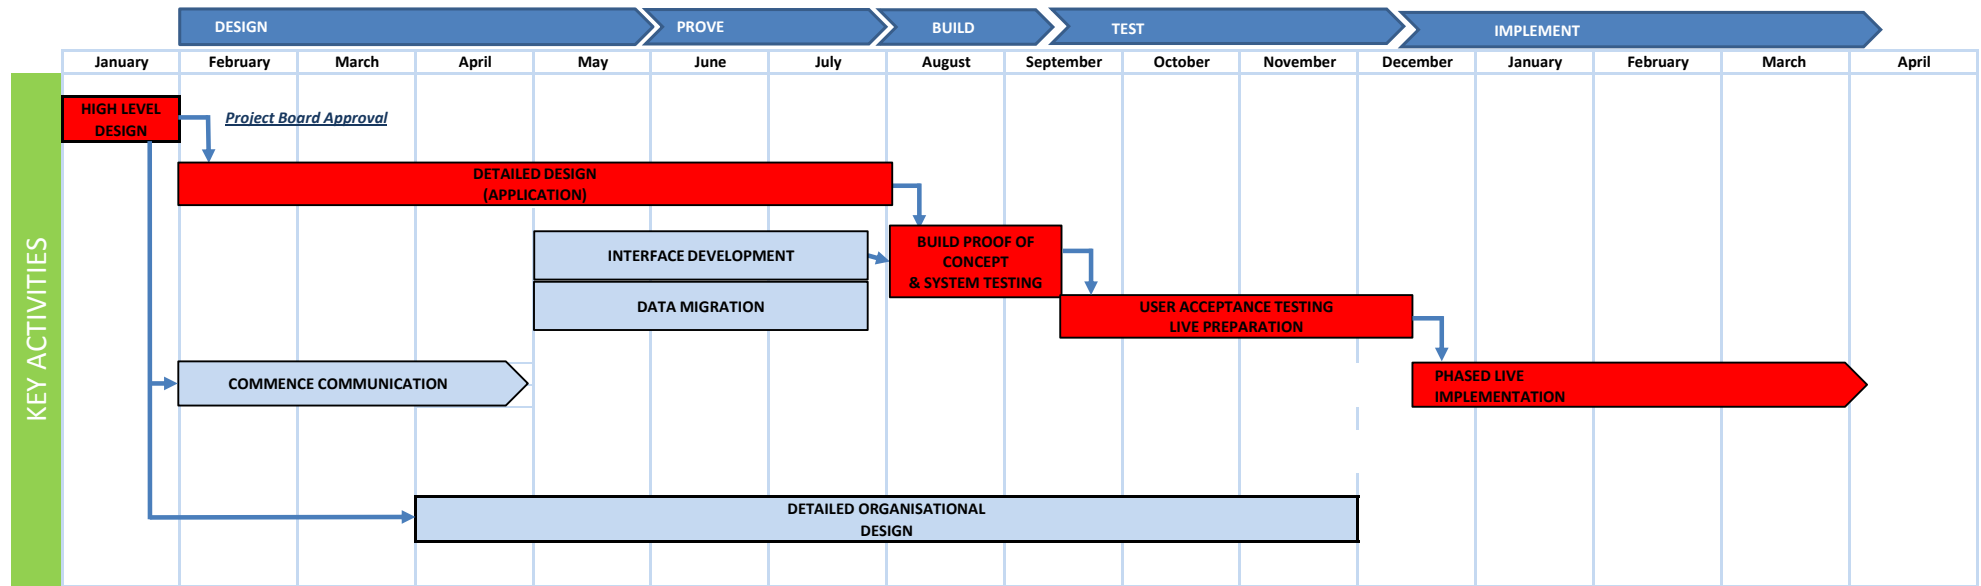 DESIGN
PROVE
BUILD
TEST
IMPLEMENT
January
February
March
April
May
June
July
August
September
October
November
December
January
February
March
April
KEY ACTIVITIES
HIGH LEVEL
DESIGN
Project Board Approval
DETAILED DESIGN
(APPLICATION)
INTERFACE DEVELOPMENT
DATA MIGRATION
BUILD PROOF OF
CONCEPT
& SYSTEM TESTING
USER ACCEPTANCE TESTING
LIVE PREPARATION
COMMENCE COMMUNICATION
PHASED LIVE
IMPLEMENTATION
DETAILED ORGANISATIONAL
DESIGN